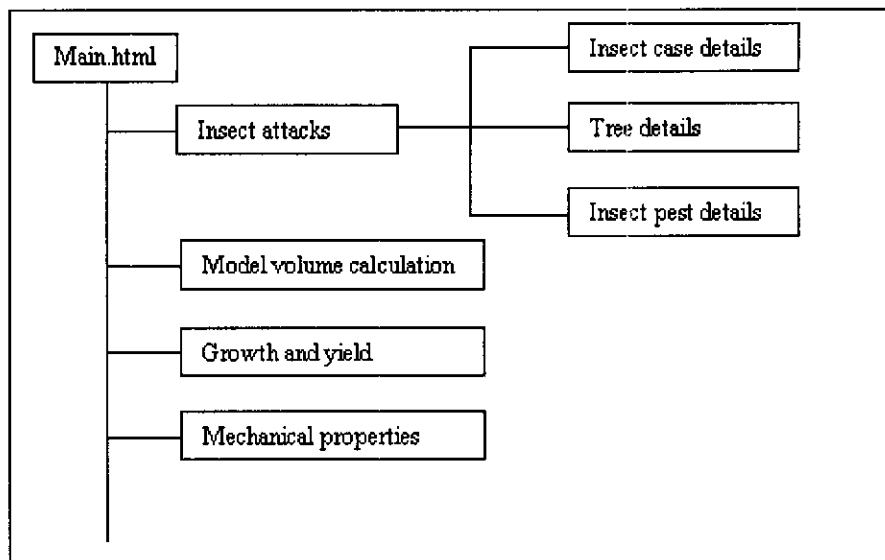 Main.html
Insect case details
Insect attacks
Tree details
Insect pest details
Model volume calculation
Growth and yield
Mechanical properties